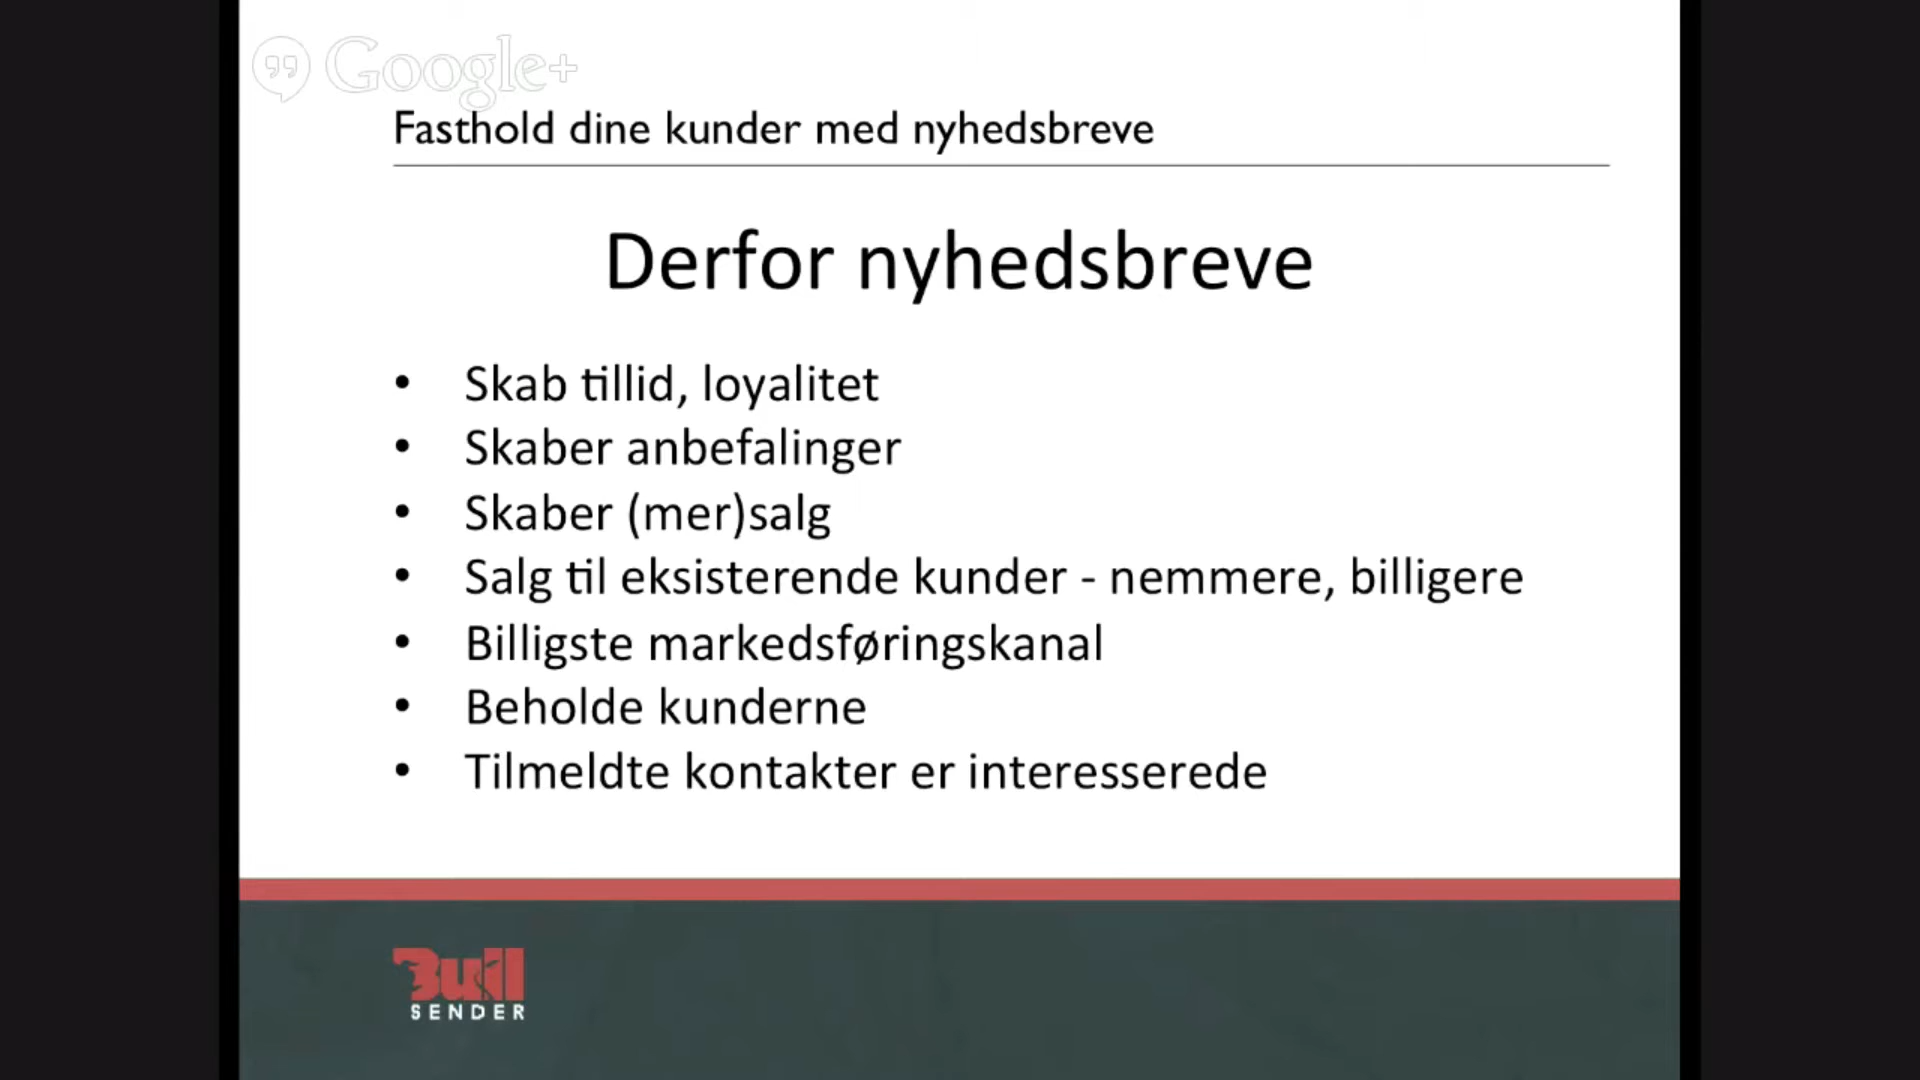 Google+
Fasthold dine kunder med nyhedsbreve
Derfor nyhedsbreve
• Skab tillid, loyalitet
• Skaber anbefalinger
• Skaber (mer)salg
• Salg til eksisterende kunder - nemmere, billigere
• Billigste markedsføringskanal
• Beholde kunderne
• Tilmeldte kontakter er interesserede
Bull
SENDER